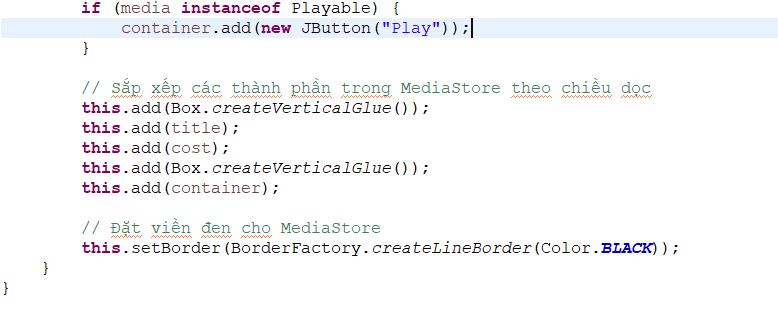 if (media instanceof Playable) {
container.add(new JButton("Play"));
}
// Sắp xếp các thành phần trong MediaStore theo chiều dọc
this.add(Box.createVerticalGlue());
this.add(title);
this.add(cost);
this.add(Box.createVerticalGlue());
this.add(container);
// Đặt viền đen cho MediaStore
this.setBorder(BorderFactory.createLineBorder(Color.BLACK));
}
}